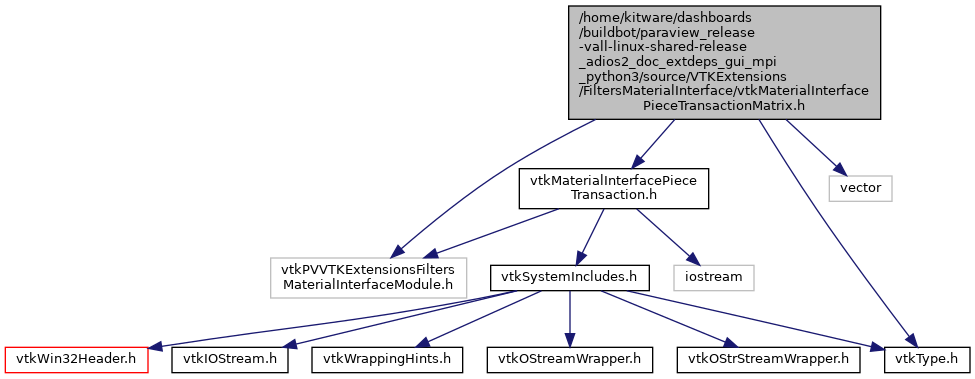 /home/kitware/dashboards
/buildbot/paraview_release
-vall-linux-shared-release
_adios2_doc_extdeps_gui_mpi
_python3/source/VTKExtensions
/FiltersMaterialInterface/vtkMaterialInterface
PieceTransactionMatrix.h
vtkMaterialInterfacePiece
Transaction.h
vector
vtkPVVTKExtensionsFilters
MaterialInterfaceModule.h
vtkSystemIncludes.h
iostream
vtkWin32Header.h
vtkIOStream.h
vtkWrappingHints.h
vtkOStreamWrapper.h
vtkOStrStreamWrapper.h
vtkType.h